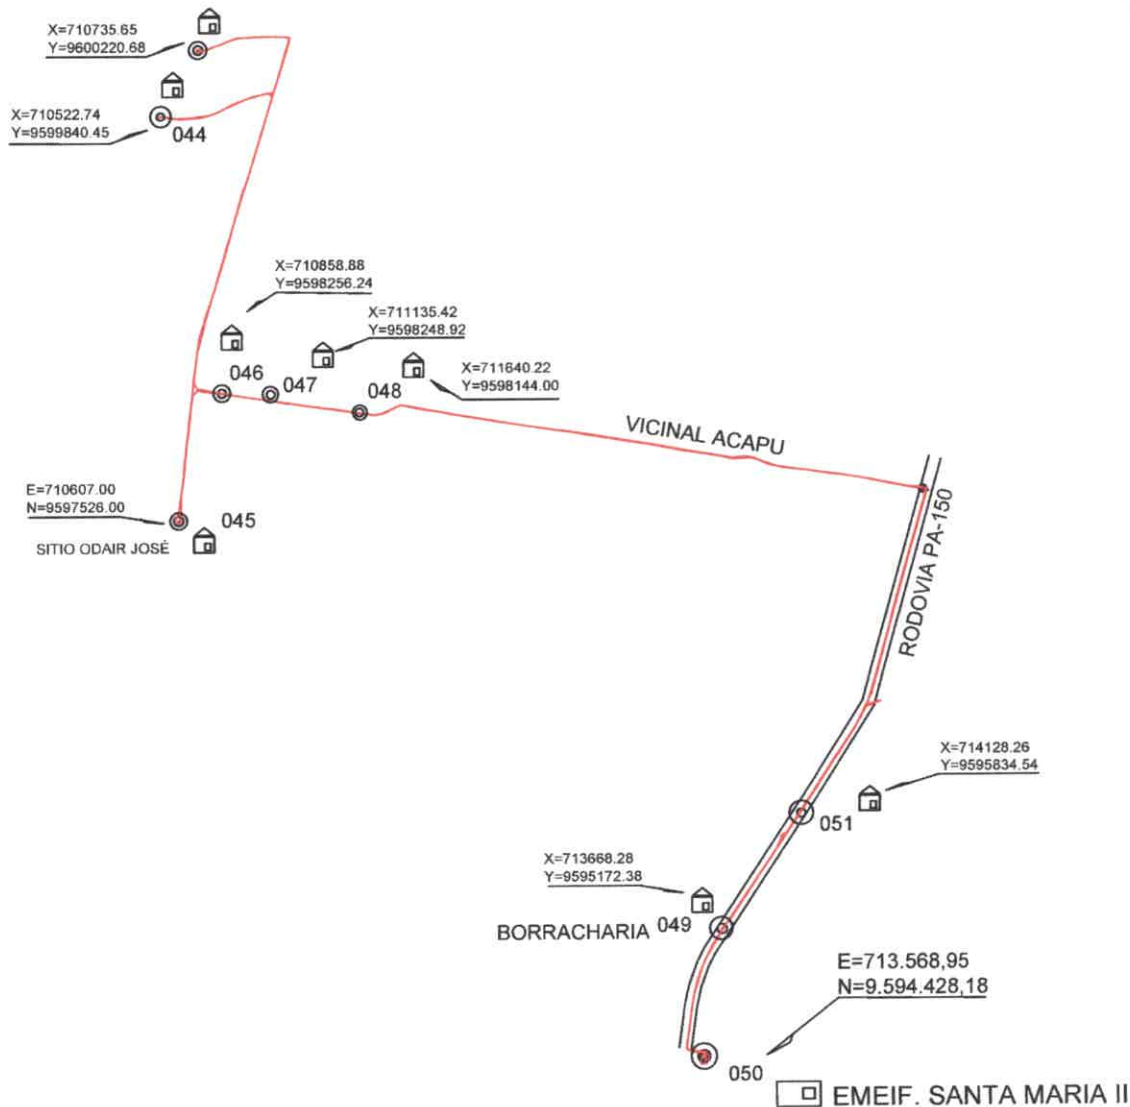 X=710735.65
Y=9600220.68
X=710522.74
Y=9599840.45
044
X=710858.88
Y=9598256.24
X=711135.42
Y=9598248.92
X=711640.22
Y=9598144.00
046
047
048
VICINAL ACAPU
E=710607.00
N=9597526.00
045
SITIO ODAIR JOSÉ
RODOVIA PA-150
X=714128.26
Y=9595834.54
051
X=713668.28
Y=9595172.38
BORRACHARIA
049
E=713.568,95
N=9.594.428,18
050
EMEIF. SANTA MARIA II